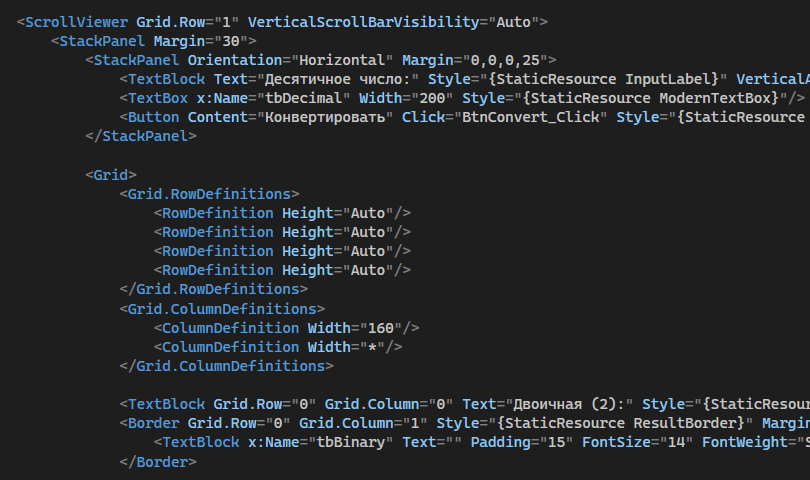 <ScrollViewer Grid.Row="1" VerticalScrollBarVisibility="Auto">
<StackPanel Margin="30">
<StackPanel Orientation="Horizontal" Margin="0,0,0,25">
<TextBlock Text="Десятичное число:" Style="{StaticResource InputLabel}" VerticalA
<TextBox x:Name="tbDecimal" Width="200" Style="{StaticResource ModernTextBox}"/>
<Button Content="Конвертировать" Click="BtnConvert_Click" Style="{StaticResource
</StackPanel>
<Grid>
<Grid.RowDefinitions>
<RowDefinition Height="Auto"/>
<RowDefinition Height="Auto"/>
<RowDefinition Height="Auto"/>
<RowDefinition Height="Auto"/>
</Grid.RowDefinitions>
<Grid.ColumnDefinitions>
<ColumnDefinition Width="160"/>
<ColumnDefinition Width="*"/>
</Grid.ColumnDefinitions>
<TextBlock Grid.Row="0" Grid.Column="0" Text="Двоичная (2):" Style="{StaticResour
<Border Grid.Row="0" Grid.Column="1" Style="{StaticResource ResultBorder}" Margin
<TextBlock x:Name="tbBinary" Text="" Padding="15" FontSize="14" FontWeight="S
</Border>